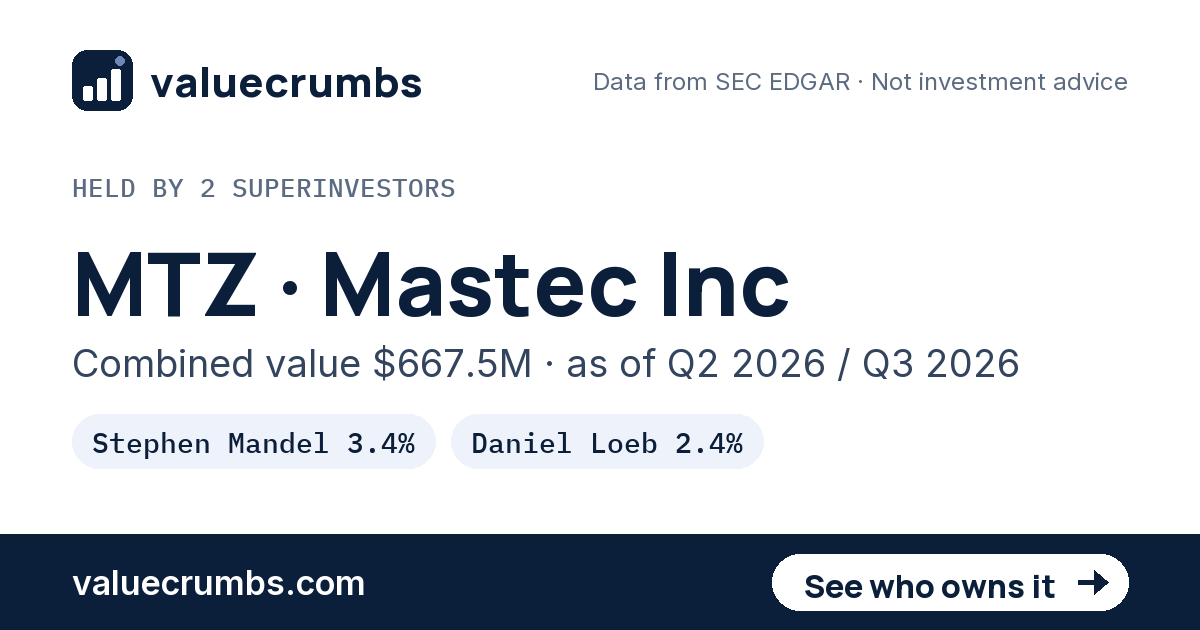 valuecrumbs
Data from SEC EDGAR · Not investment advice
HELD BY 2 SUPERINVESTORS
MTZ · Mastec Inc
Combined value $667.5M · as of Q2 2026 / Q3 2026
Stephen Mandel 3.4%
Daniel Loeb 2.4%
valuecrumbs.com
See who owns it →